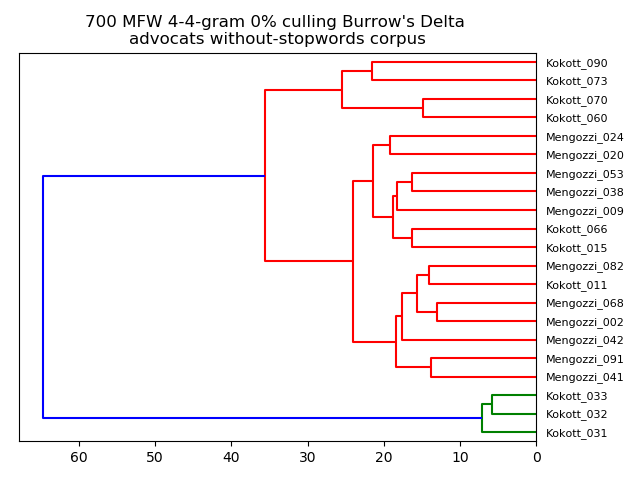 700 MFW 4-4-gram 0% culling Burrow's Delta
advocats without-stopwords corpus
Kokott_090
Kokott_073
Kokott_070
Kokott_060
Mengozzi_024
Mengozzi_020
Mengozzi_053
Mengozzi_038
Mengozzi_009
Kokott_066
Kokott_015
Mengozzi_082
Kokott_011
Mengozzi_068
Mengozzi_002
Mengozzi_042
Mengozzi_091
Mengozzi_041
Kokott_033
Kokott_032
Kokott_031
60 50 40 30 20 10 0